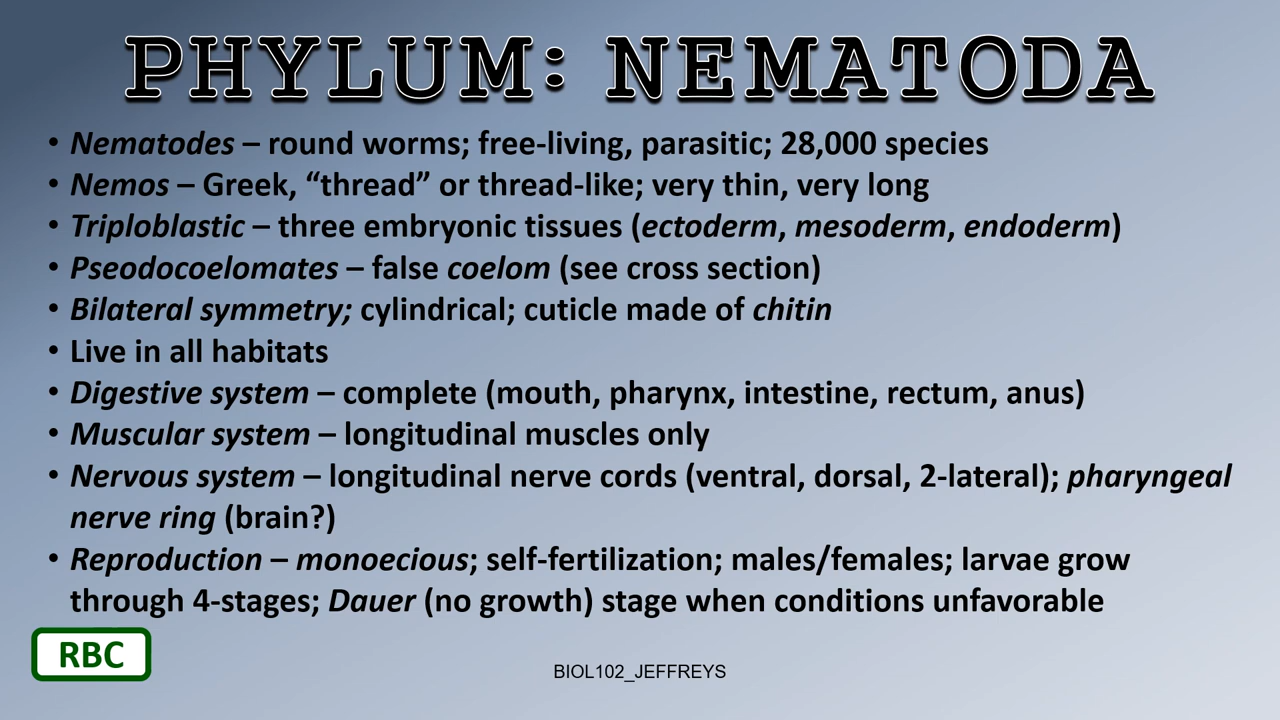 PHYLUM: NEMATODA
• Nematodes – round worms; free-living, parasitic; 28,000 species
• Nemos – Greek, “thread” or thread-like; very thin, very long
• Triploblastic – three embryonic tissues (ectoderm, mesoderm, endoderm)
• Pseodocoelomates – false coelom (see cross section)
• Bilateral symmetry; cylindrical; cuticle made of chitin
• Live in all habitats
• Digestive system – complete (mouth, pharynx, intestine, rectum, anus)
• Muscular system – longitudinal muscles only
• Nervous system – longitudinal nerve cords (ventral, dorsal, 2-lateral); pharyngeal
nerve ring (brain?)
• Reproduction – monoecious; self-fertilization; males/females; larvae grow
through 4-stages; Dauer (no growth) stage when conditions unfavorable
RBC
BIOL102_JEFFREYS